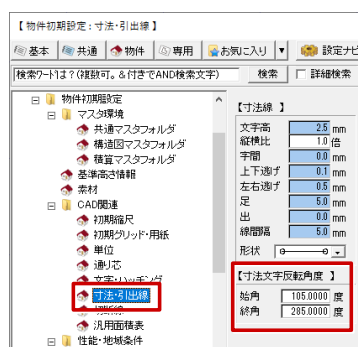 【物件初期設定：寸法・引出線】
基本 共通 物件 専用 お気に入り ▼ 設定ナビ
検索ワードは？（複数可。&付きでAND検索文字） 検索 詳細検索
物件初期設定
マスタ環境
共通マスタフォルダ
構造図マスタフォルダ
積算マスタフォルダ
基準高さ情報
素材
CAD関連
初期縮尺
初期グリッド・用紙
単位
通り芯
文字・ハッチング
寸法・引出線
汎用面積表
性能・地域条件
【寸法線 】
文字高 2.5 mm
縦横比 1.0 倍
字間 0.0 mm
上下逃げ 0.1 mm
左右逃げ 0.5 mm
足 5.0 mm
出 0.0 mm
線間隔 5.0 mm
形状
【寸法文字反転角度 】
始角 105.0000 度
終角 285.0000 度